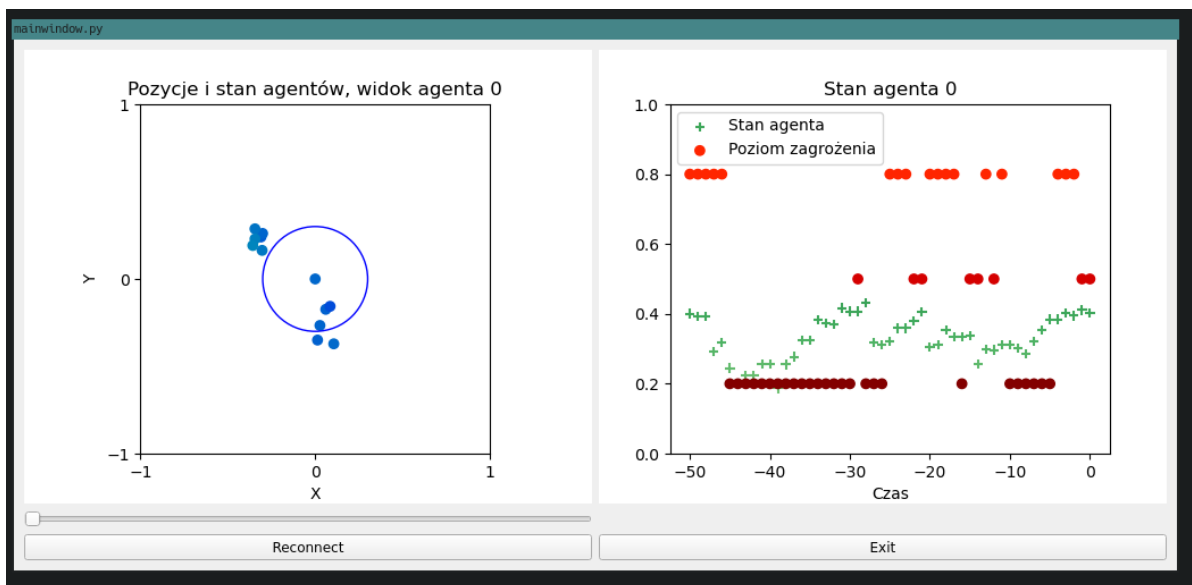 mainwindow.py
Pozycje i stan agentów, widok agenta 0
1
Y
0
−1
−1
0
1
X
Stan agenta 0
1.0
Stan agenta
Poziom zagrożenia
0.8
0.6
0.4
0.2
0.0
−50
−40
−30
−20
−10
0
Czas
Reconnect
Exit